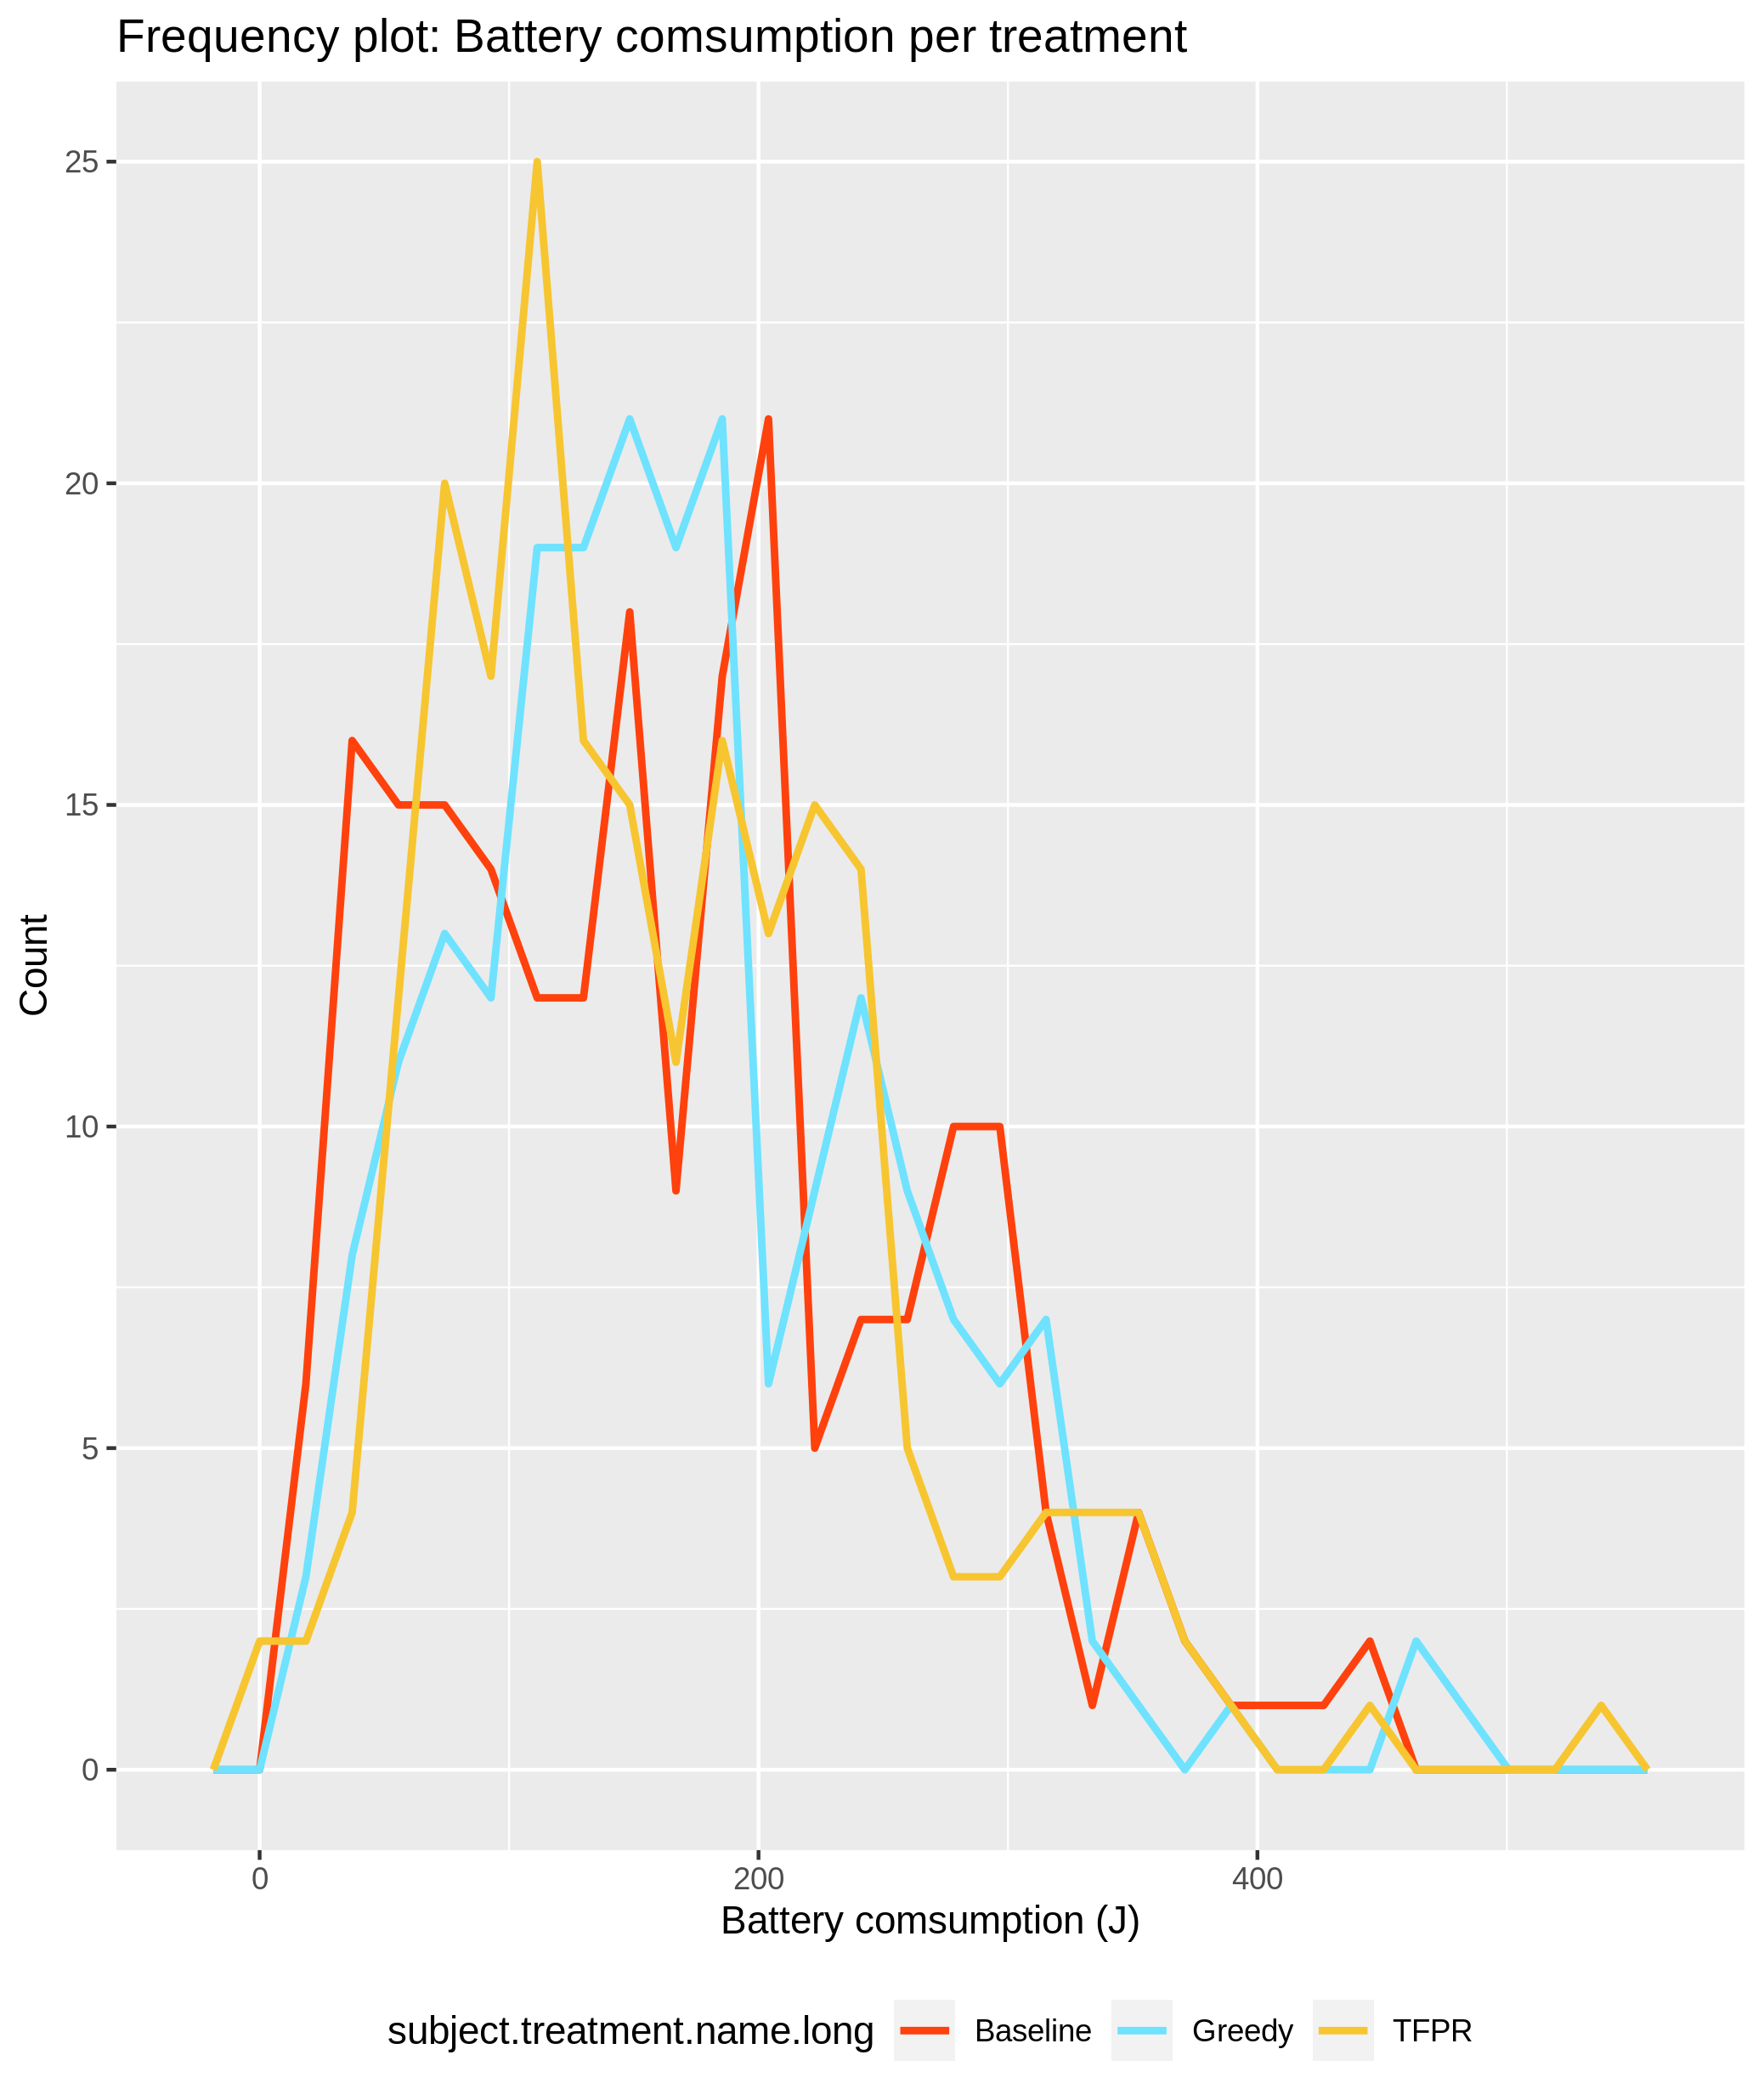 Frequency plot: Battery comsumption per treatment
25
20
15
10
5
0
Count
0 200 400
Battery comsumption (J)
subject.treatment.name.long Baseline Greedy TFPR